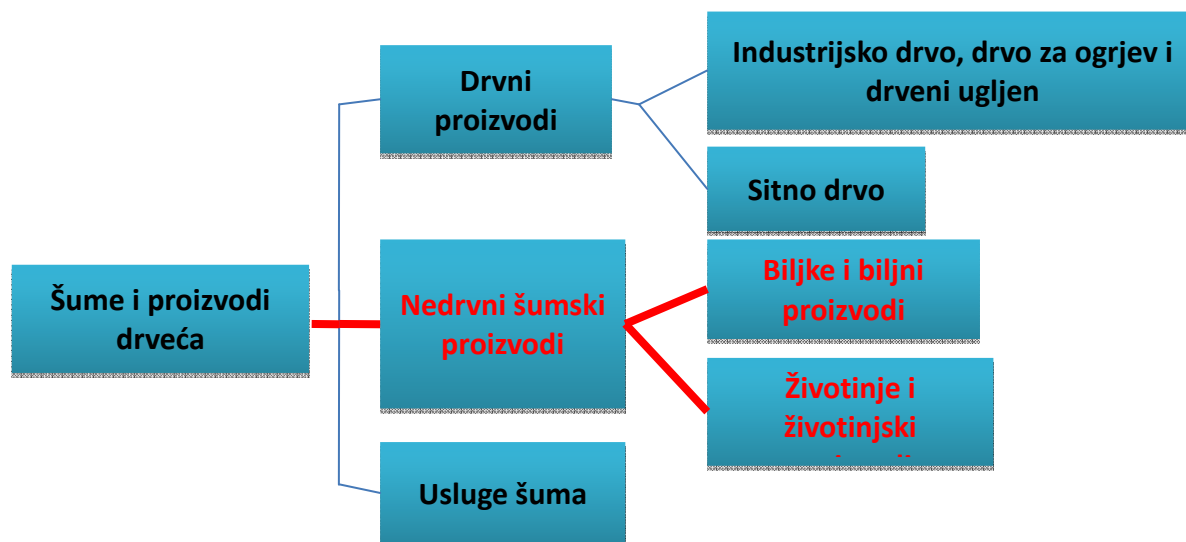 Šume i proizvodi
drveća
Drvni
proizvodi
Industrijsko drvo, drvo za ogrjev i
drveni ugljen
Sitno drvo
Nedrvni šumski
proizvodi
Biljke i biljni
proizvodi
Životinje i
životinjski
Usluge šuma